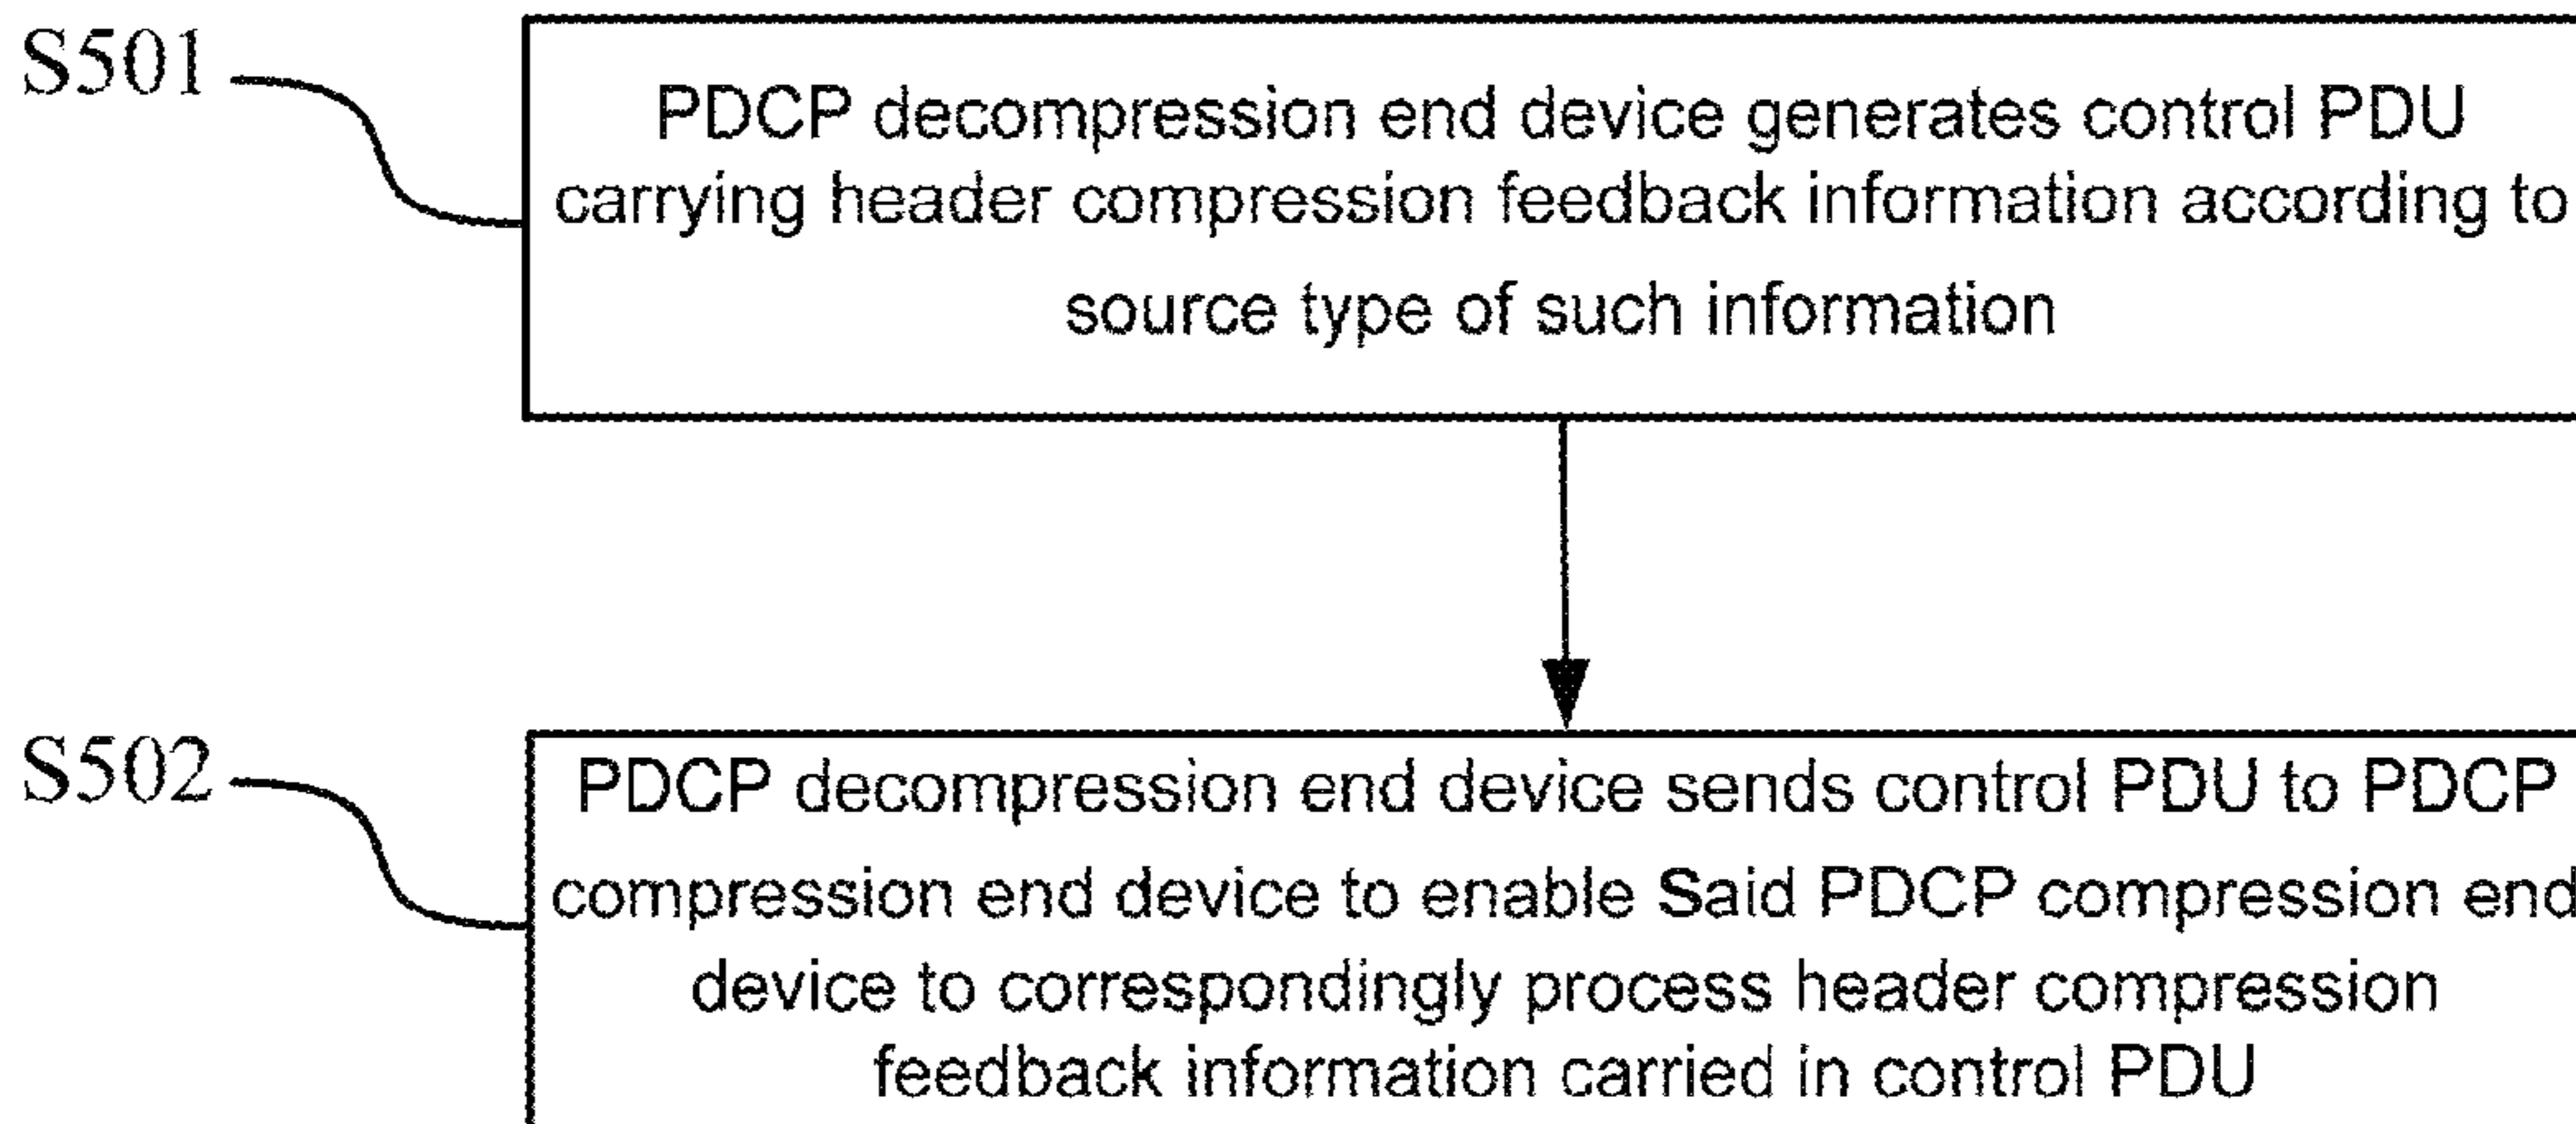 S501
PDCP decompression end device generates control PDU
carrying header compression feedback information according to
source type of such information
S502
PDCP decompression end device sends control PDU to PDCP
compression end device to enable Said PDCP compression end
device to correspondingly process header compression
feedback information carried in control PDU